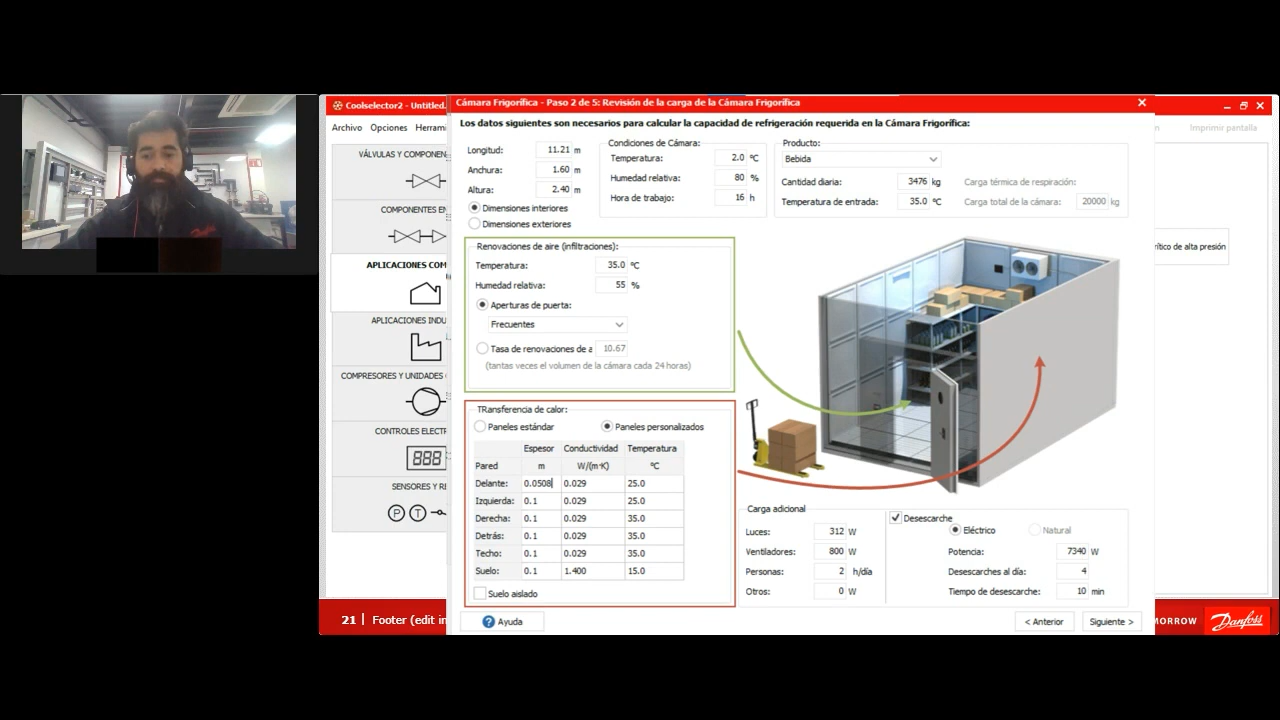 Coolselector2 - Untitled.
Archivo Opciones Herrami
VÁLVULAS Y COMPONEN
COMPONENTES EN
APLICACIONES COM
APLICACIONES INDU
COMPRESORES Y UNIDADES
CONTROLES ELECTR
SENSORES Y RE
P T
21 Footer (edit in
Cámara Frigorífica - Paso 2 de 5: Revisión de la carga de la Cámara Frigorífica
Los datos siguientes son necesarios para calcular la capacidad de refrigeración requerida en la Cámara Frigorífica:
Longitud: 11.21 m
Anchura: 1.60 m
Altura: 2.40 m
Dimensiones interiores
Dimensiones exteriores
Condiciones de Cámara:
Temperatura: 2.0 ºC
Humedad relativa: 80 %
Hora de trabajo: 16 h
Producto:
Bebida
Cantidad diaria: 3476 kg
Temperatura de entrada: 35.0 ºC
Carga térmica de respiración:
Carga total de la cámara: 20000 kg
Renovaciones de aire (infiltraciones):
Temperatura: 35.0 ºC
Humedad relativa: 55 %
Aperturas de puerta:
Frecuentes
Tasa de renovaciones de a 10.67
(tantas veces el volumen de la cámara cada 24 horas)
TRansferencia de calor:
Paneles estándar Paneles personalizados
Espesor Conductividad Temperatura
Pared m W/(m·K) ºC
Delante: 0.0508 0.029 25.0
Izquierda: 0.1 0.029 25.0
Derecha: 0.1 0.029 35.0
Detrás: 0.1 0.029 35.0
Techo: 0.1 0.029 35.0
Suelo: 0.1 1.400 15.0
Suelo aislado
Carga adicional
Luces: 312 W
Ventiladores: 800 W
Personas: 2 h/día
Otros: 0 W
Desescarche
Eléctrico Natural
Potencia: 7340 W
Desescarches al día: 4
Tiempo de desescarche: 10 min
Ayuda
< Anterior Siguiente >
Imprimir pantalla
rítico de alta presión
MORROW
Danfoss